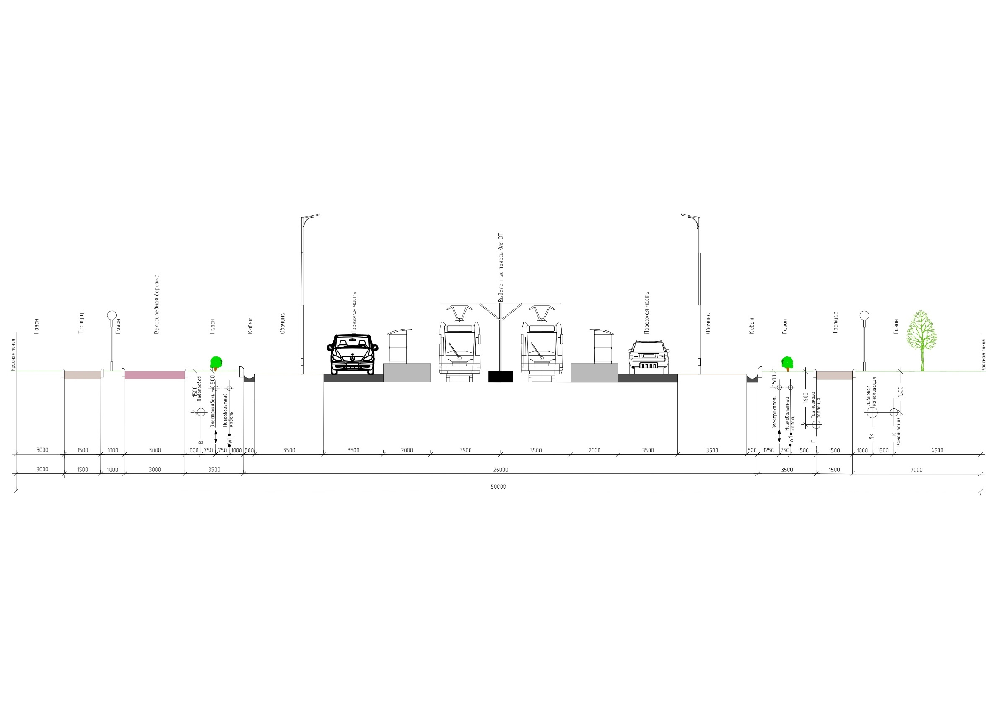 Выделенные полосы для ОТ
Велосипедная дорожка
Проезжая часть
Проезжая часть
Красная линия
Газон
Тротуар
Газон
Газон
Кювет
Обочина
Обочина
Кювет
Газон
Тротуар
Газон
Красная линия
1500
Водопровод
500
Электрокабель
Низковольтный
кабель
В
W1
500
Электрокабель
Низковольтный
кабель
W1
1600
Газ низкого
давления
Г
Ливневая
канализация
ЛК
К
Канализация
1500
3000 1500 1000 3000 1000 750 750 1000 500 3500 3500 2000 3500 3500 2000 3500 3500 500 1250 750 1500 1500 1000 1500 4500
3000 1500 1000 3000 3500 26000 3500 1500 7000
50000